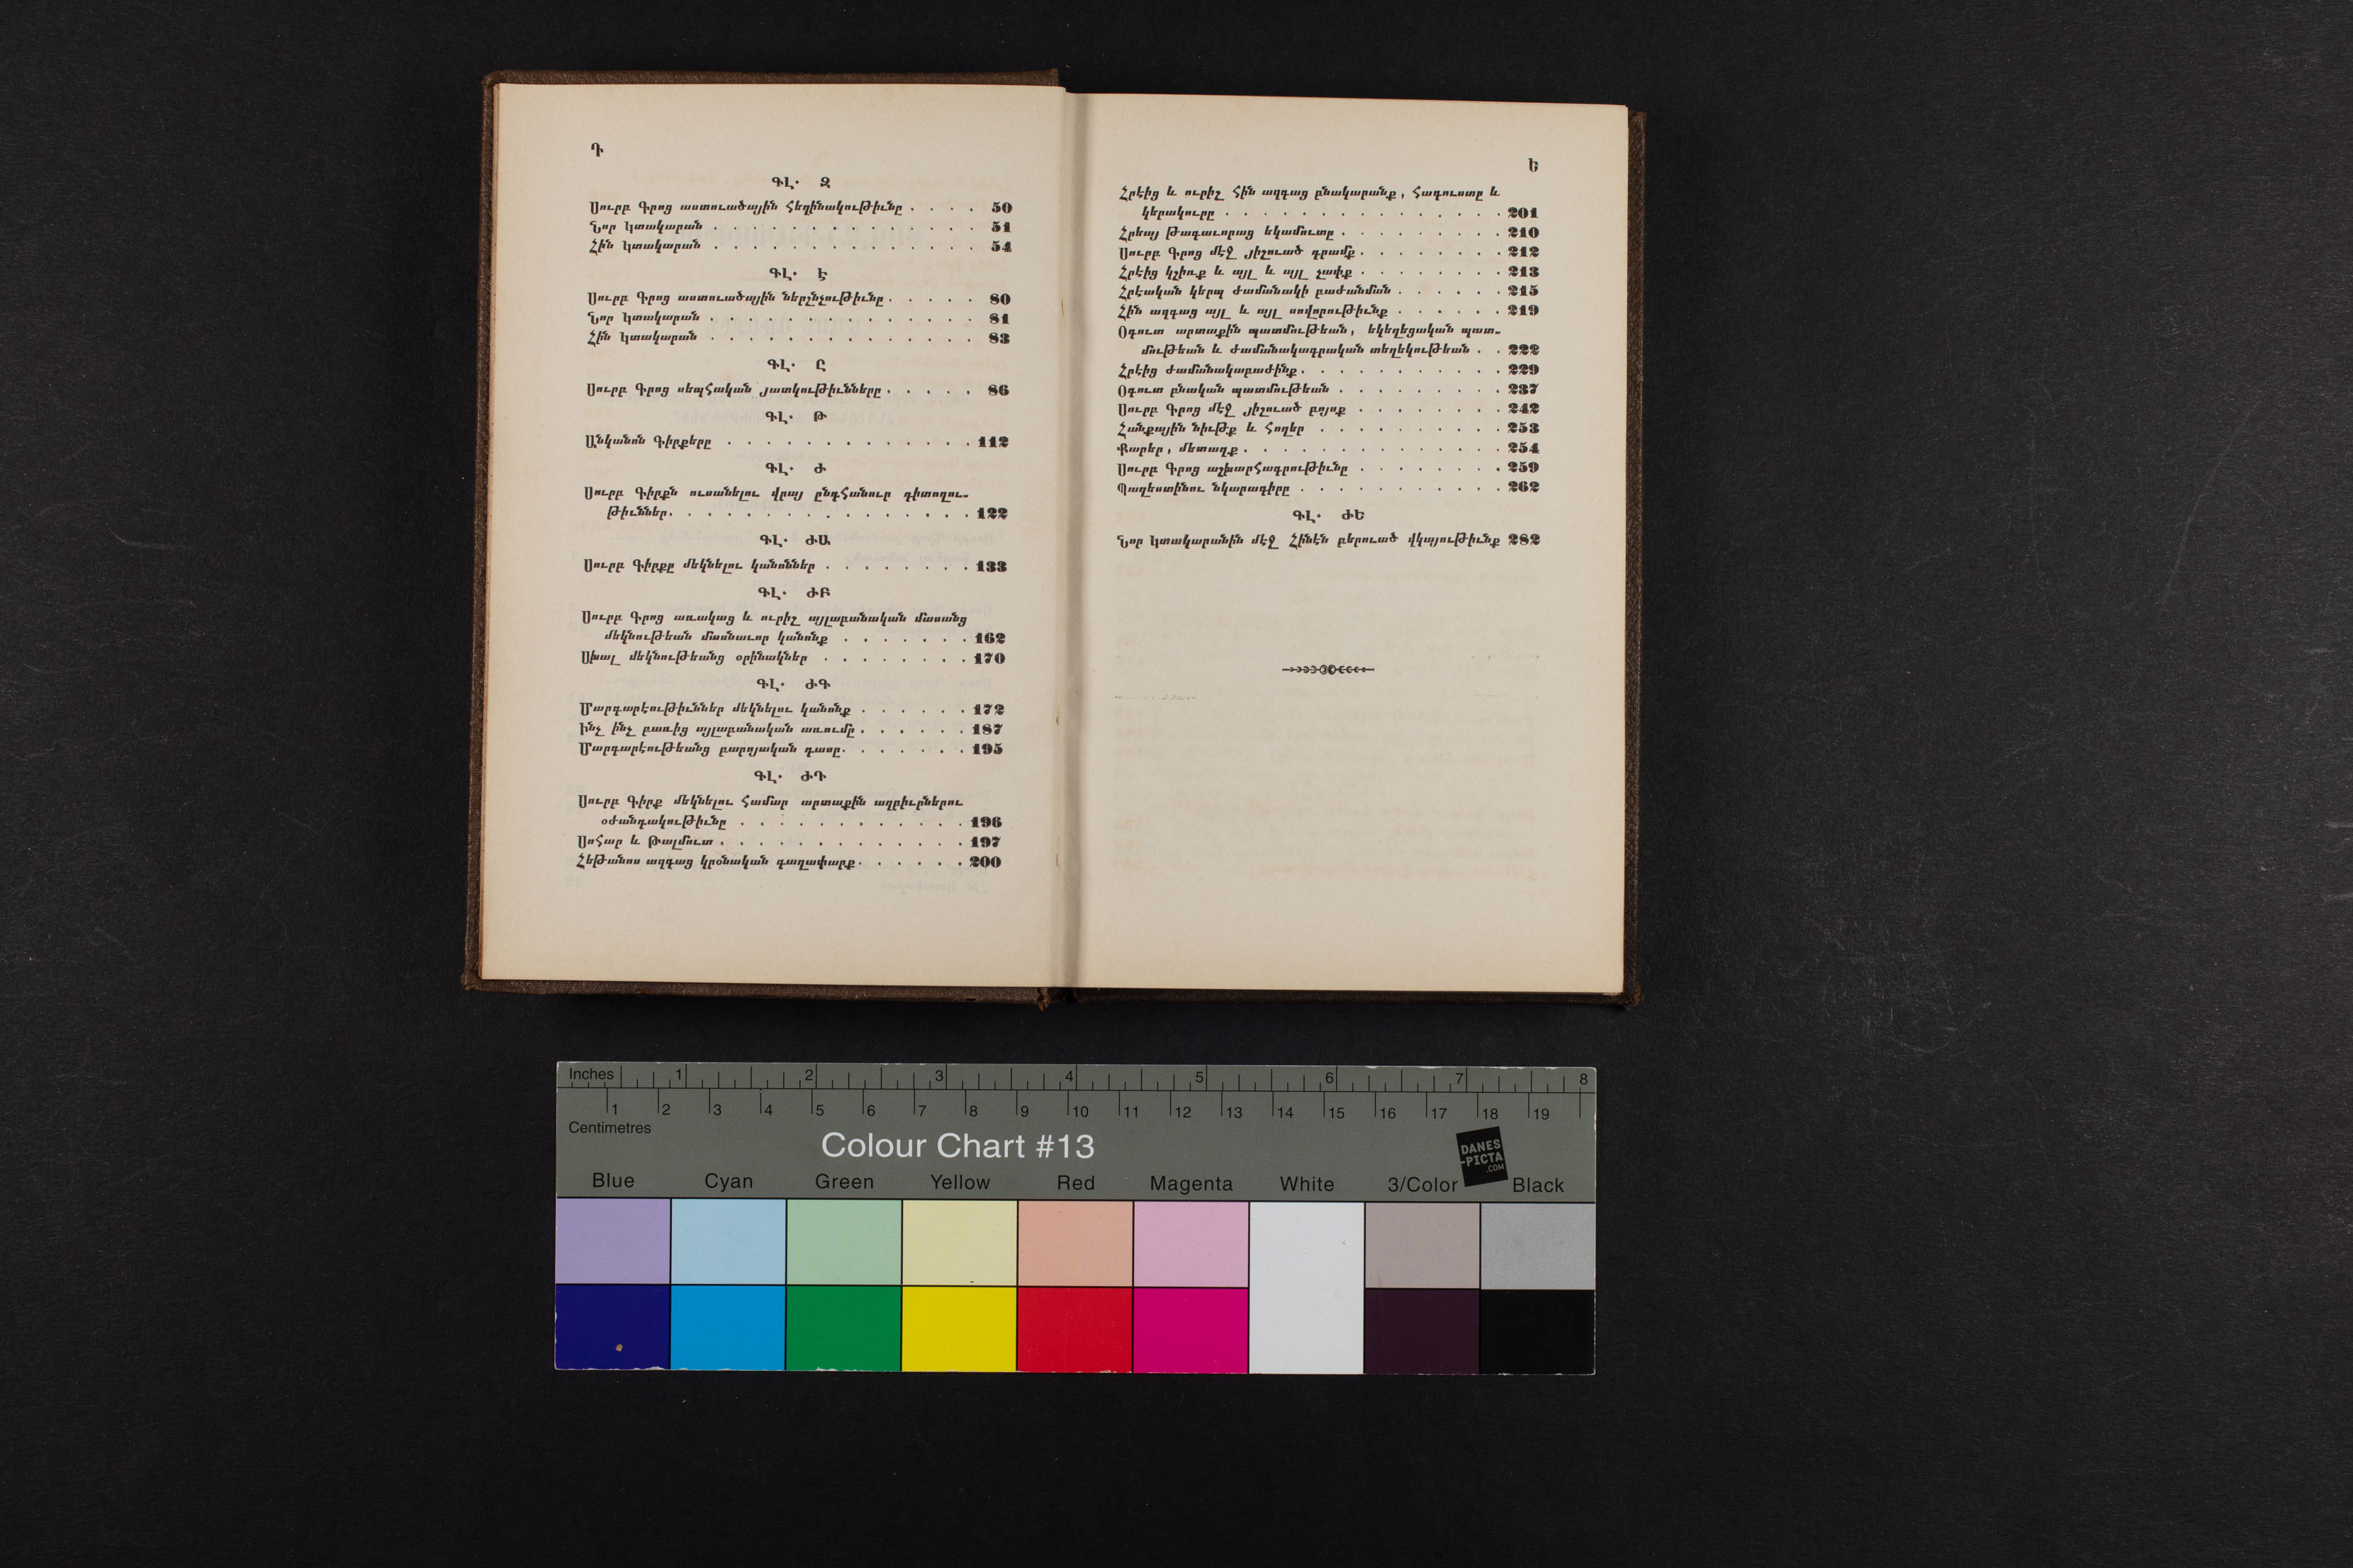 Դ
ԳԼ. Զ
Սուրբ Գրոց աստուածային հեղինակութիւնը . . . . 50
Նոր կտակարան . . . . . . . . . . . . . . 51
Հին կտակարան . . . . . . . . . . . . . . 54
ԳԼ. Է
Սուրբ Գրոց աստուածային ներշնչութիւնը . . . . . 80
Նոր կտակարան . . . . . . . . . . . . . . 81
Հին կտակարան . . . . . . . . . . . . . . 83
ԳԼ. Ը
Սուրբ Գրոց սեպհական յատկութիւնները . . . . . 86
ԳԼ. Թ
Անկանոն Գիրքերը . . . . . . . . . . . . . 112
ԳԼ. Ժ
Սուրբ Գիրքն ուսանելու վրայ ընդհանուր դիտողու-
թիւններ . . . . . . . . . . . . . . . . 122
ԳԼ. ԺԱ
Սուրբ Գիրքը մեկնելու կանոններ . . . . . . . . 133
ԳԼ. ԺԲ
Սուրբ Գրոց առակաց և ուրիշ այլաբանական մասանց
մեկնութեան մասնաւոր կանոնք . . . . . . . 162
Սխալ մեկնութեանց օրինակներ . . . . . . . . 170
ԳԼ. ԺԳ
Մարգարէութիւններ մեկնելու կանոնք . . . . . . 172
Ինչ ինչ բառից այլաբանական առումը . . . . . . 187
Մարգարէութեանց բարոյական դասը . . . . . . . 195
ԳԼ. ԺԴ
Սուրբ Գիրք մեկնելու համար արտաքին աղբիւրներու
օժանդակութիւնը . . . . . . . . . . . . 196
Սոհար և թալմուտ . . . . . . . . . . . . . 197
Հեթանոս ազգաց կրօնական գաղափարք . . . . . . 200
Ե
Հրէից և ուրիշ հին ազգաց բնակարանք, հագուստը և
կերակուրը . . . . . . . . . . . . . . . 201
Հրեայ թագաւորաց եկամուտը . . . . . . . . . 210
Սուրբ Գրոց մէջ յիշուած դրամք . . . . . . . . 212
Հրէից կշիռք և այլ և այլ չափք . . . . . . . . 213
Հրէական կերպ ժամանակի բաժանման . . . . . . 215
Հին ազգաց այլ և այլ սովորութիւնք . . . . . . 219
Օգուտ արտաքին պատմութեան, եկեղեցական պատ-
մութեան և ժամանակագրական տեղեկութեան . . 222
Հրէից ժամանակաբաժինք . . . . . . . . . . . 229
Օգուտ բնական պատմութեան . . . . . . . . . 237
Սուրբ Գրոց մէջ յիշուած բոյսք . . . . . . . . 242
Հանքային նիւթք և հողեր . . . . . . . . . . 253
Քարեր, մետաղք . . . . . . . . . . . . . . 254
Սուրբ Գրոց աշխարհագրութիւնը . . . . . . . . 259
Պաղեստինու նկարագիրը . . . . . . . . . . . 262
ԳԼ. ԺԵ
Նոր կտակարանին մէջ Հինէն բերուած վկայութիւնք 282
Inches 1 2 3 4 5 6 7 8
1 2 3 4 5 6 7 8 9 10 11 12 13 14 15 16 17 18 19
Centimetres
Colour Chart #13
DANES
-PICTA
.COM
Blue Cyan Green Yellow Red Magenta White 3/Color Black